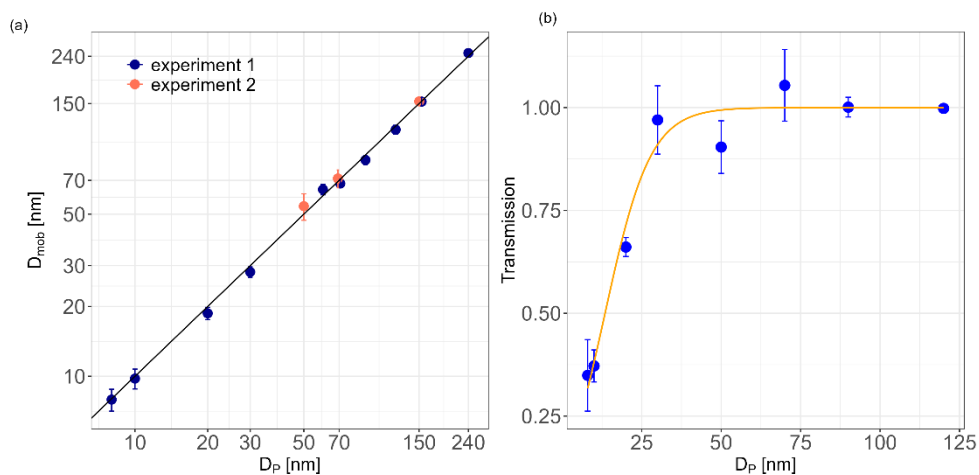 (a)
240
150
70
50
30
20
10
D_mob [nm]
experiment 1
experiment 2
10
20
30
50
70
150
240
D_P [nm]
(b)
1.00
0.75
0.50
0.25
Transmission
25
50
75
100
125
D_P [nm]